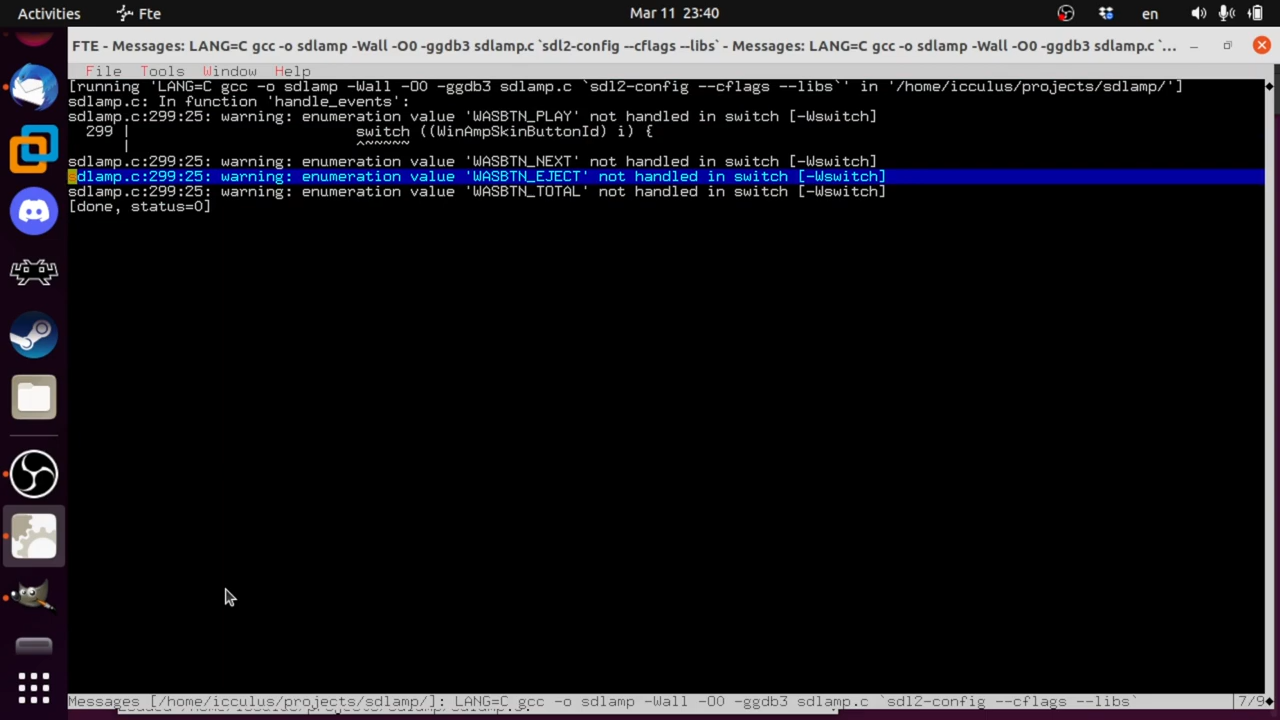 Activities
Fte
Mar 11 23:40
en
FTE - Messages: LANG=C gcc -o sdlamp -Wall -O0 -ggdb3 sdlamp.c `sdl2-config --cflags --libs` - Messages: LANG=C gcc -o sdlamp -Wall -O0 -ggdb3 sdlamp.c `...
File Tools Window Help
[running 'LANG=C gcc -o sdlamp -Wall -O0 -ggdb3 sdlamp.c `sdl2-config --cflags --libs`' in '/home/icculus/projects/sdlamp/']
sdlamp.c: In function 'handle_events':
sdlamp.c:299:25: warning: enumeration value 'WASBTN_PLAY' not handled in switch [-Wswitch]
299 | switch ((WinAmpSkinButtonId) i) {
| ^~~~~~
sdlamp.c:299:25: warning: enumeration value 'WASBTN_NEXT' not handled in switch [-Wswitch]
sdlamp.c:299:25: warning: enumeration value 'WASBTN_EJECT' not handled in switch [-Wswitch]
sdlamp.c:299:25: warning: enumeration value 'WASBTN_TOTAL' not handled in switch [-Wswitch]
[done, status=0]
Messages [/home/icculus/projects/sdlamp/]: LANG=C gcc -o sdlamp -Wall -O0 -ggdb3 sdlamp.c `sdl2-config --cflags --libs` 7/9